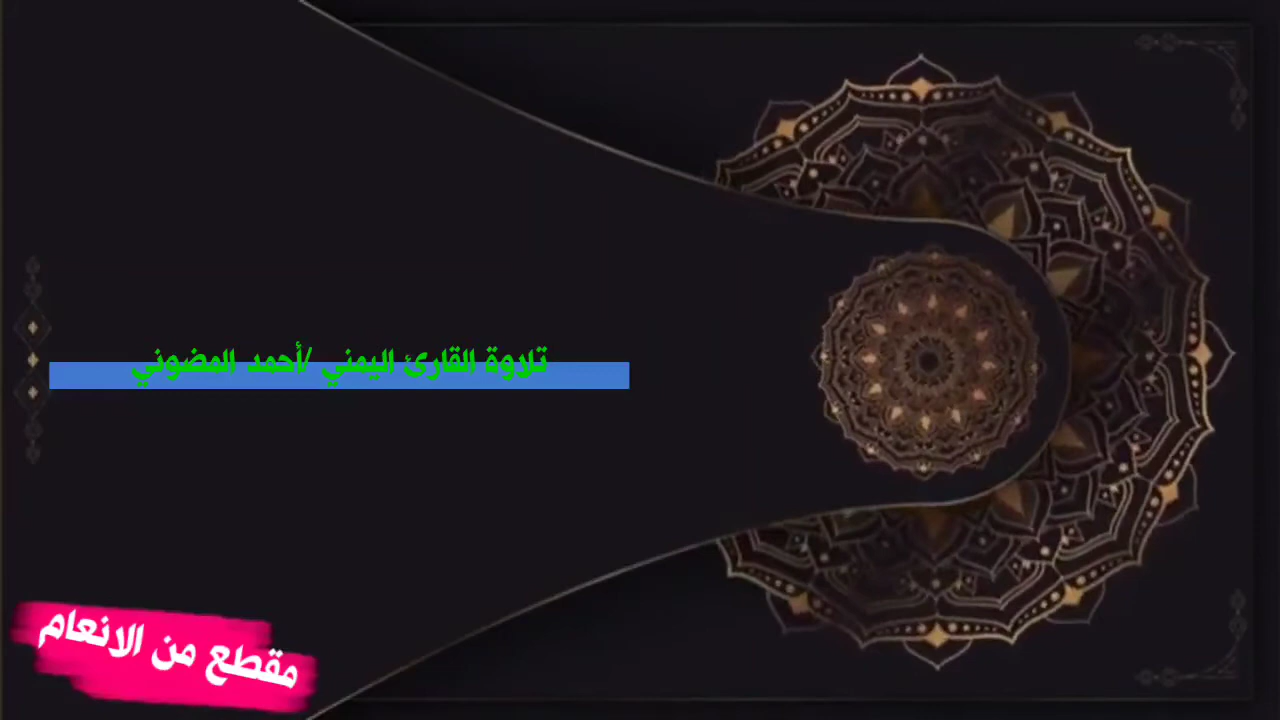 تلاوة القارئ اليمني /أحمد المضوني
مقطع من الانعام